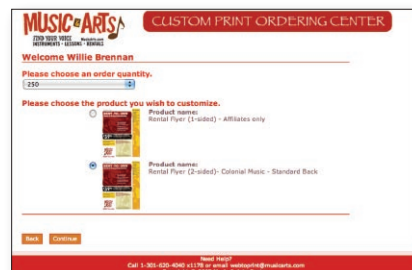 MUSIC & ARTS
CUSTOM PRINT ORDERING CENTER
FIND YOUR VOICE
INSTRUMENTS · LESSONS · RENTALS
Welcome Willie Brennan
Please choose an order quantity.
250
Please choose the product you wish to customize.
Product name:
Rental Flyer (1-sided) - Affiliates only
Product name:
Rental Flyer (2-sided)- Colonial Music - Standard Back
Back Continue
Need Help?
Call 1-301-620-4040 x1178 or email webtoprint@musicarts.com